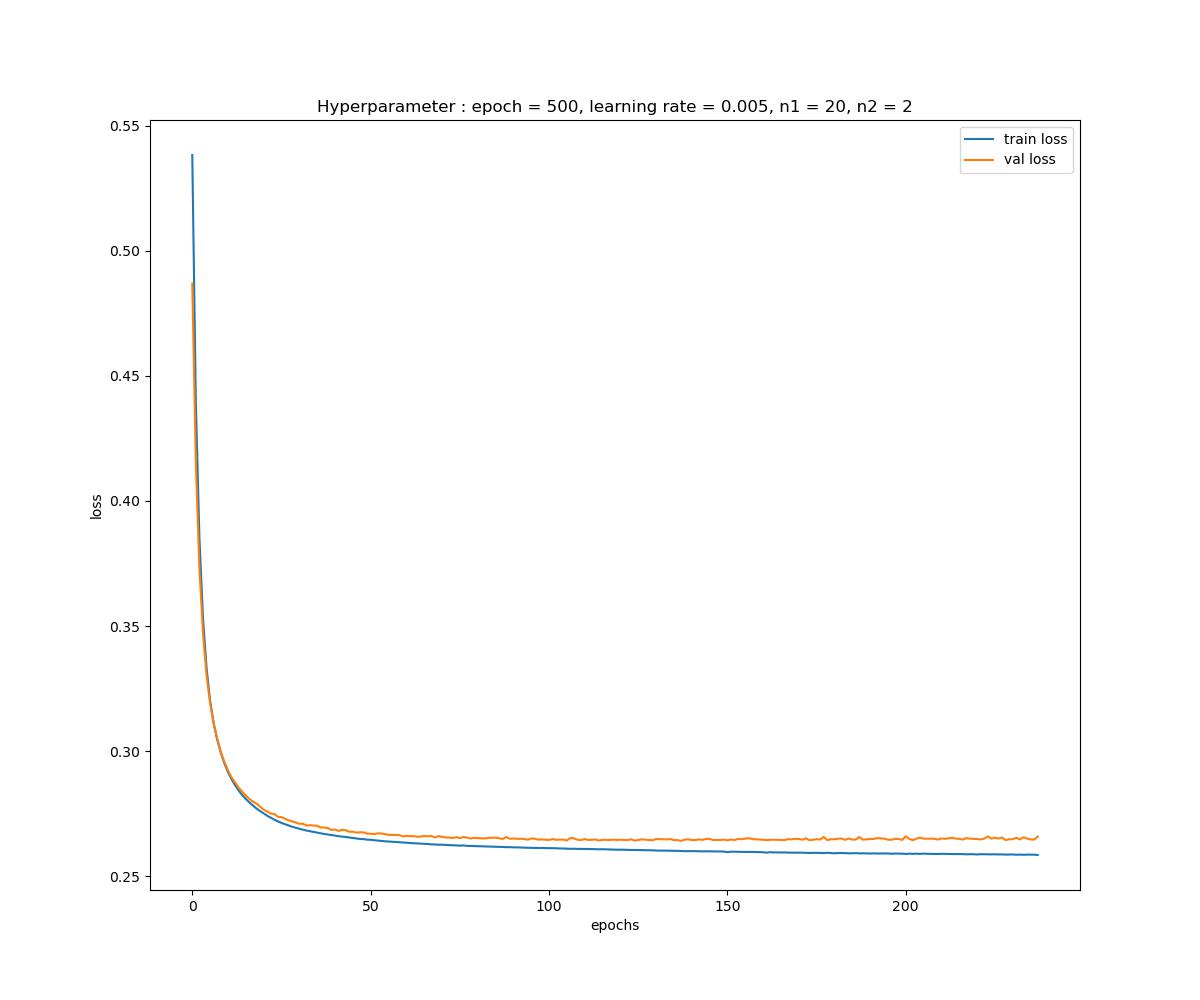 Hyperparameter : epoch = 500, learning rate = 0.005, n1 = 20, n2 = 2
train loss
val loss
0.55
0.50
0.45
0.40
0.35
0.30
0.25
loss
0
50
100
150
200
epochs